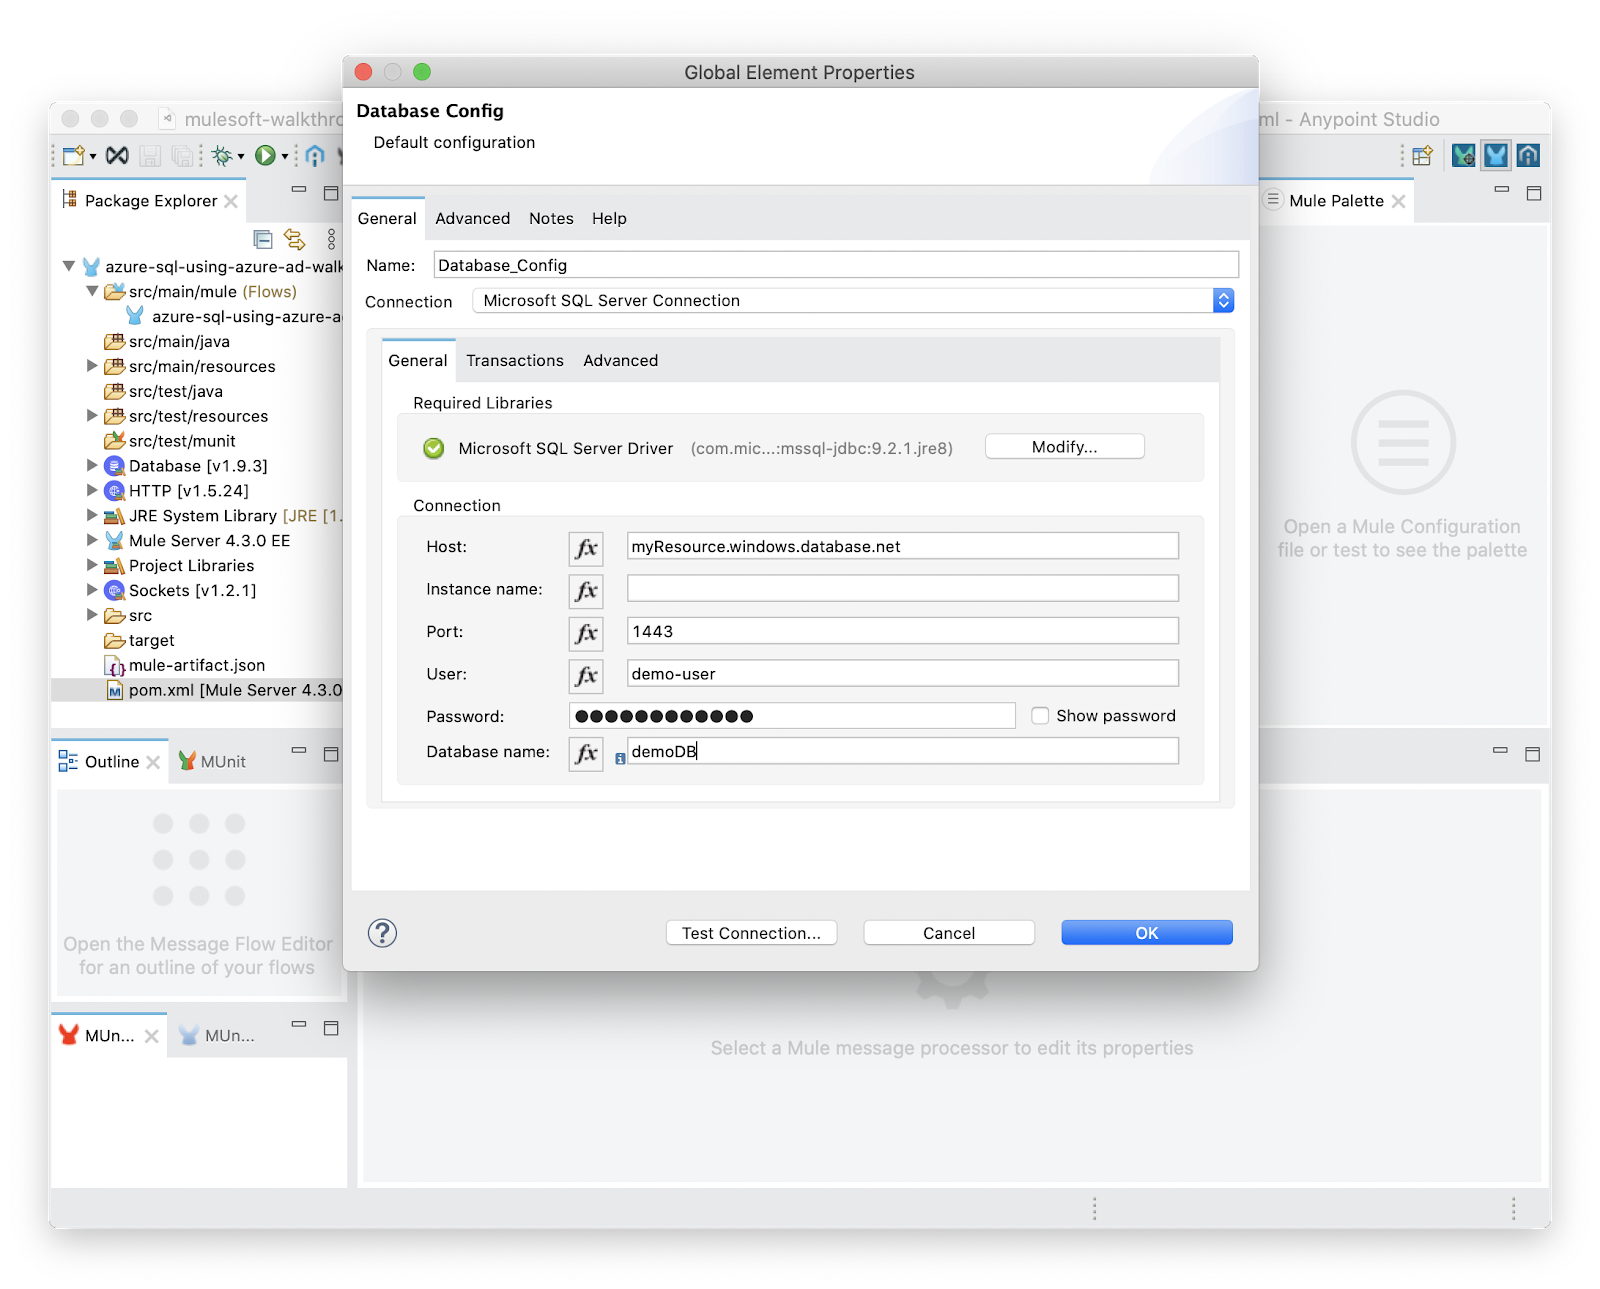 Global Element Properties
Database Config
Default configuration
mulesoft-walkthro
ml - Anypoint Studio
Package Explorer
azure-sql-using-azure-ad-walk
src/main/mule (Flows)
azure-sql-using-azure-a
src/main/java
src/main/resources
src/test/java
src/test/resources
src/test/munit
Database [v1.9.3]
HTTP [v1.5.24]
JRE System Library [JRE [1.
Mule Server 4.3.0 EE
Project Libraries
Sockets [v1.2.1]
src
target
mule-artifact.json
pom.xml [Mule Server 4.3.0
Outline
MUnit
Open the Message Flow Editor
for an outline of your flows
MUn...
MUn...
General Advanced Notes Help
Name: Database_Config
Connection Microsoft SQL Server Connection
General Transactions Advanced
Required Libraries
Microsoft SQL Server Driver (com.mic...:mssql-jdbc:9.2.1.jre8) Modify...
Connection
Host: fx myResource.windows.database.net
Instance name: fx
Port: fx 1443
User: fx demo-user
Password: ●●●●●●●●●●●● Show password
Database name: fx demoDB
? Test Connection... Cancel OK
Mule Palette
Open a Mule Configuration
file or test to see the palette
Select a Mule message processor to edit its properties